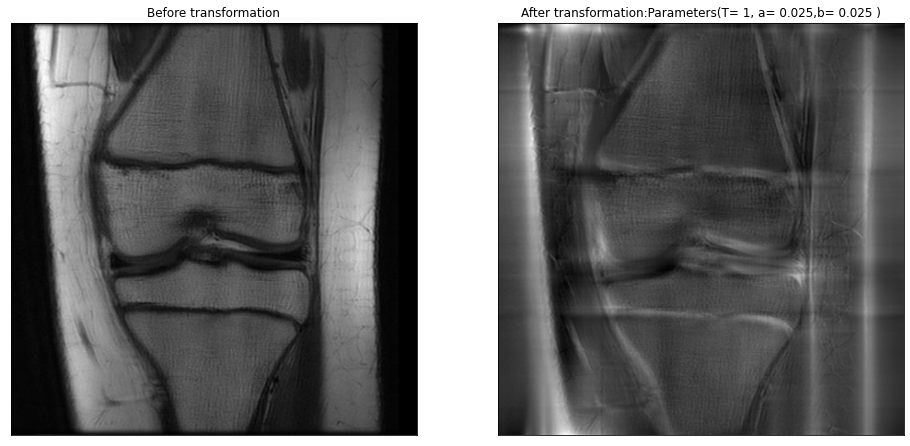 Before transformation
After transformation:Parameters(T= 1, a= 0.025,b= 0.025 )